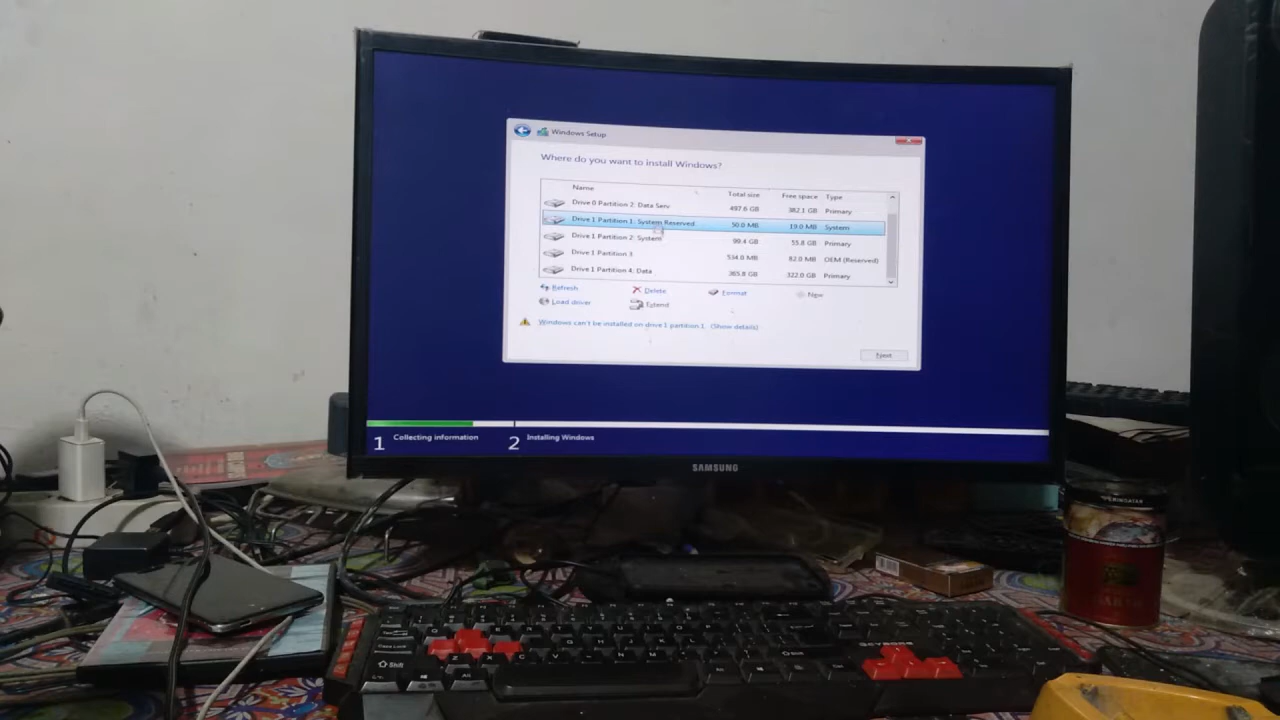 Windows Setup
Where do you want to install Windows?
Name Total size Free space Type
Drive 0 Partition 2: Data Serv 497.6 GB 382.1 GB Primary
Drive 1 Partition 1: System Reserved 50.0 MB 19.0 MB System
Drive 1 Partition 2: System 99.4 GB 55.8 GB Primary
Drive 1 Partition 3 534.0 MB 82.0 MB OEM (Reserved)
Drive 1 Partition 4: Data 365.8 GB 322.0 GB Primary
Refresh Delete Format New
Load driver Extend
Windows can't be installed on drive 1 partition 1. (Show details)
Next
1 Collecting information 2 Installing Windows
SAMSUNG
Caps Lock
Shift
Alt
Shift